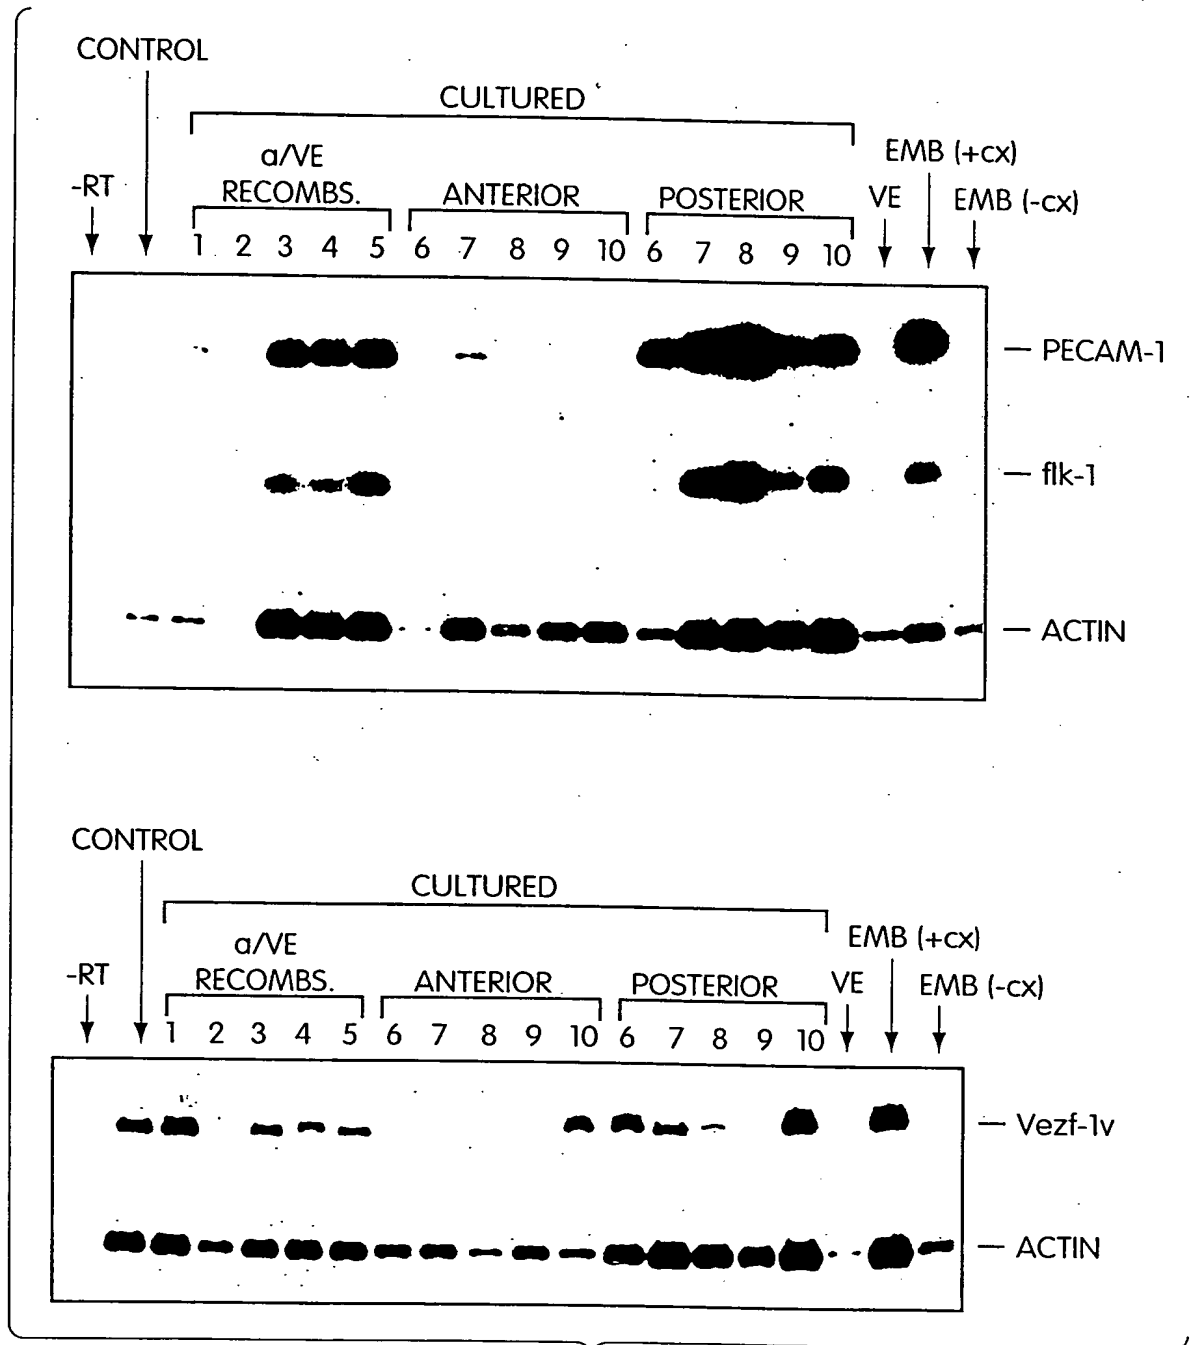 CONTROL
CULTURED
a/VE
RECOMBS.
-RT
ANTERIOR
POSTERIOR
VE
EMB (+cx)
EMB (-cx)
1 2 3 4 5 6 7 8 9 10 6 7 8 9 10
PECAM-1
flk-1
ACTIN
CONTROL
CULTURED
a/VE
RECOMBS.
-RT
ANTERIOR
POSTERIOR
VE
EMB (+cx)
EMB (-cx)
1 2 3 4 5 6 7 8 9 10 6 7 8 9 10
Vezf-1v
ACTIN